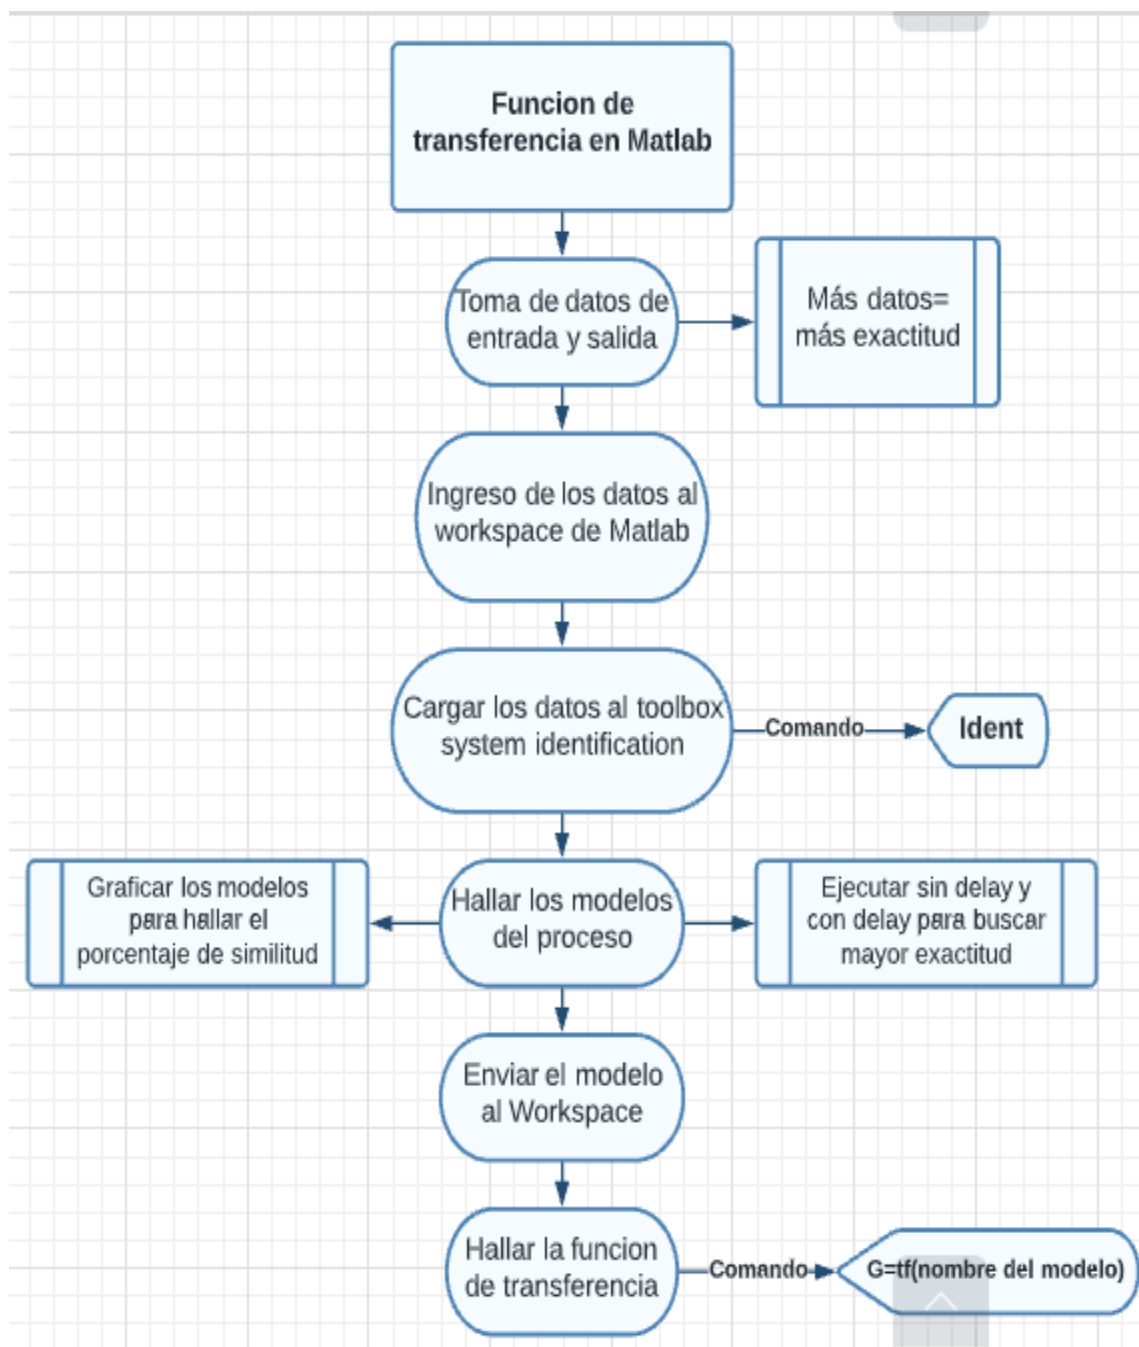 Funcion de
transferencia en Matlab
Toma de datos de
entrada y salida
Más datos=
más exactitud
Ingreso de los datos al
workspace de Matlab
Cargar los datos al toolbox
system identification
Comando
Ident
Graficar los modelos
para hallar el
porcentaje de similitud
Hallar los modelos
del proceso
Ejecutar sin delay y
con delay para buscar
mayor exactitud
Enviar el modelo
al Workspace
Hallar la funcion
de transferencia
Comando
G=tf(nombre del modelo)